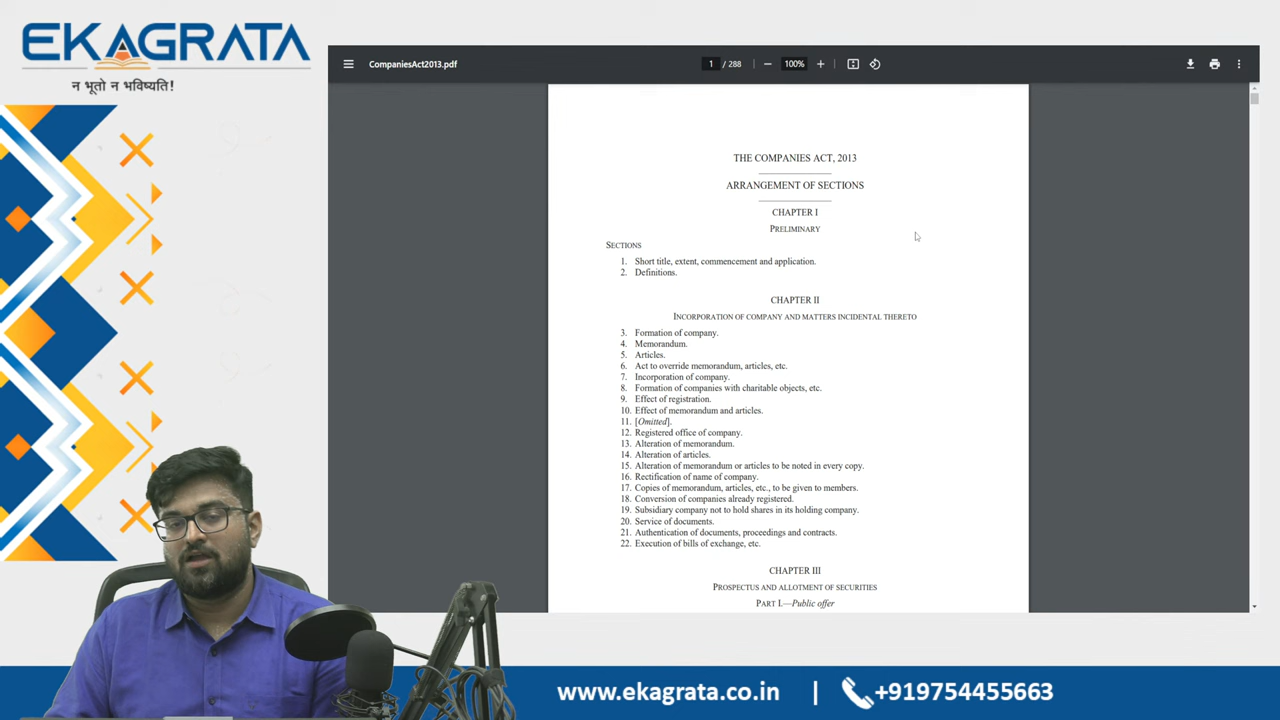 EKAGRATA
न भूतो न भविष्यति!
CompaniesAct2013.pdf
1 / 288
100%
THE COMPANIES ACT, 2013
ARRANGEMENT OF SECTIONS
CHAPTER I
PRELIMINARY
SECTIONS
1. Short title, extent, commencement and application.
2. Definitions.
CHAPTER II
INCORPORATION OF COMPANY AND MATTERS INCIDENTAL THERETO
3. Formation of company.
4. Memorandum.
5. Articles.
6. Act to override memorandum, articles, etc.
7. Incorporation of company.
8. Formation of companies with charitable objects, etc.
9. Effect of registration.
10. Effect of memorandum and articles.
11. [Omitted].
12. Registered office of company.
13. Alteration of memorandum.
14. Alteration of articles.
15. Alteration of memorandum or articles to be noted in every copy.
16. Rectification of name of company.
17. Copies of memorandum, articles, etc., to be given to members.
18. Conversion of companies already registered.
19. Subsidiary company not to hold shares in its holding company.
20. Service of documents.
21. Authentication of documents, proceedings and contracts.
22. Execution of bills of exchange, etc.
CHAPTER III
PROSPECTUS AND ALLOTMENT OF SECURITIES
PART I.—Public offer
www.ekagrata.co.in | +919754455663